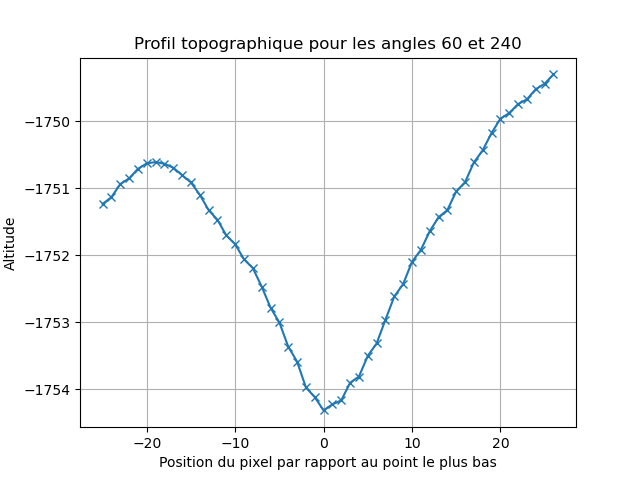 Profil topographique pour les angles 60 et 240
Altitude
−1750
−1751
−1752
−1753
−1754
−20 −10 0 10 20
Position du pixel par rapport au point le plus bas